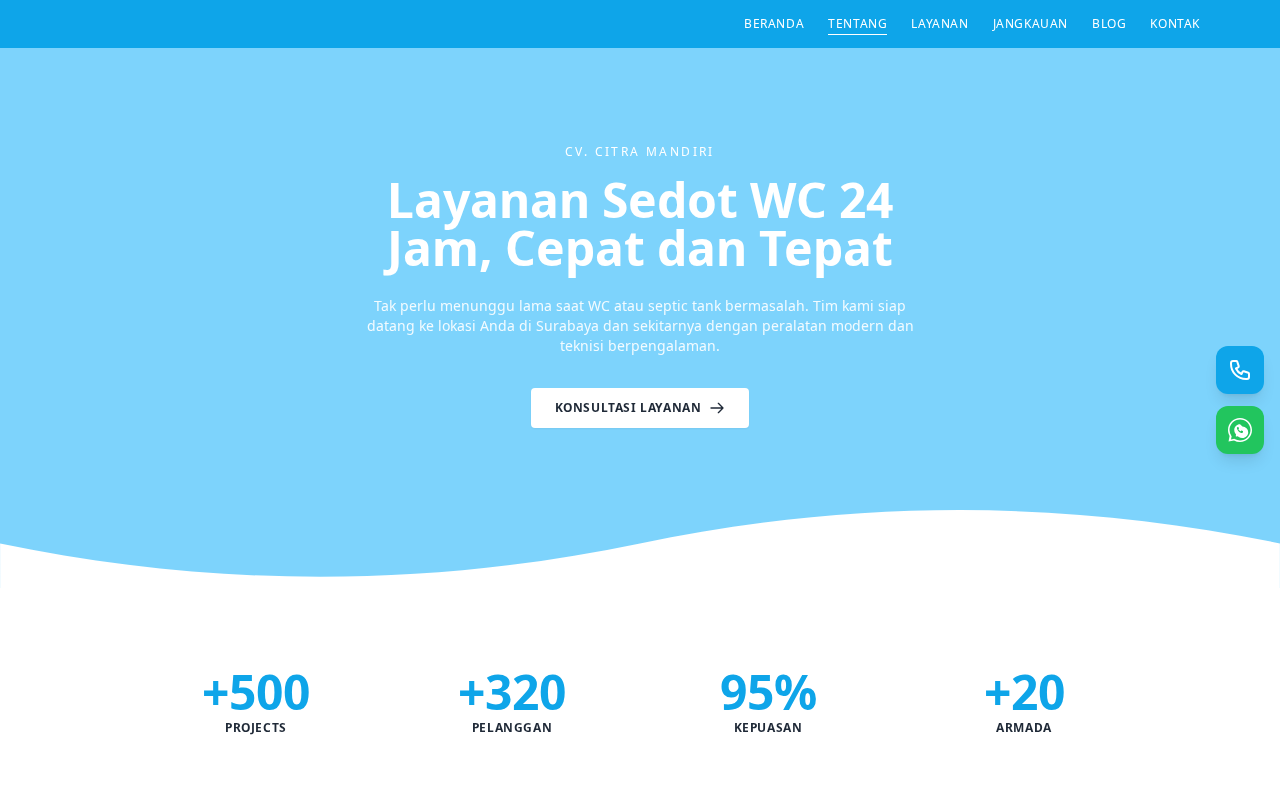 BERANDA TENTANG LAYANAN JANGKAUAN BLOG KONTAK
CV. CITRA MANDIRI
Layanan Sedot WC 24
Jam, Cepat dan Tepat
Tak perlu menunggu lama saat WC atau septic tank bermasalah. Tim kami siap
datang ke lokasi Anda di Surabaya dan sekitarnya dengan peralatan modern dan
teknisi berpengalaman.
KONSULTASI LAYANAN
+500 +320 95% +20
PROJECTS PELANGGAN KEPUASAN ARMADA